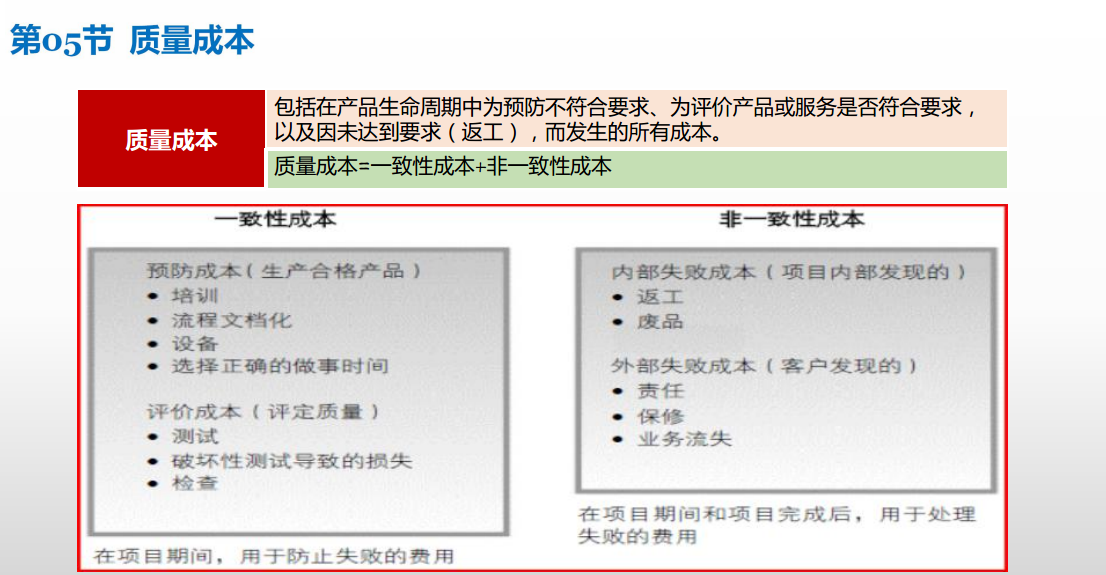 第05节 质量成本
质量成本
包括在产品生命周期中为预防不符合要求、为评价产品或服务是否符合要求，
以及因未达到要求（返工），而发生的所有成本。
质量成本=一致性成本+非一致性成本
一致性成本
预防成本（生产合格产品）
• 培训
• 流程文档化
• 设备
• 选择正确的做事时间
评价成本（评定质量）
• 测试
• 破坏性测试导致的损失
• 检查
在项目期间，用于防止失败的费用
非一致性成本
内部失败成本（项目内部发现的）
• 返工
• 废品
外部失败成本（客户发现的）
• 责任
• 保修
• 业务流失
在项目期间和项目完成后，用于处理
失败的费用